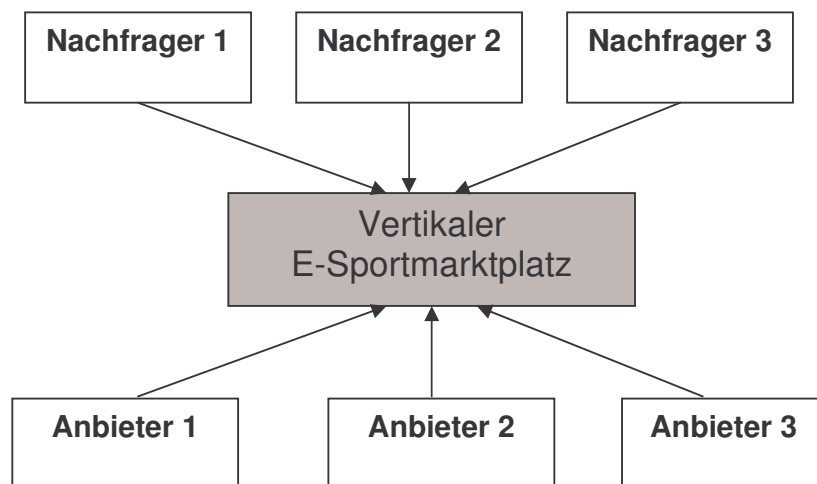 Nachfrager 1
Nachfrager 2
Nachfrager 3
Vertikaler
E-Sportmarktplatz
Anbieter 1
Anbieter 2
Anbieter 3